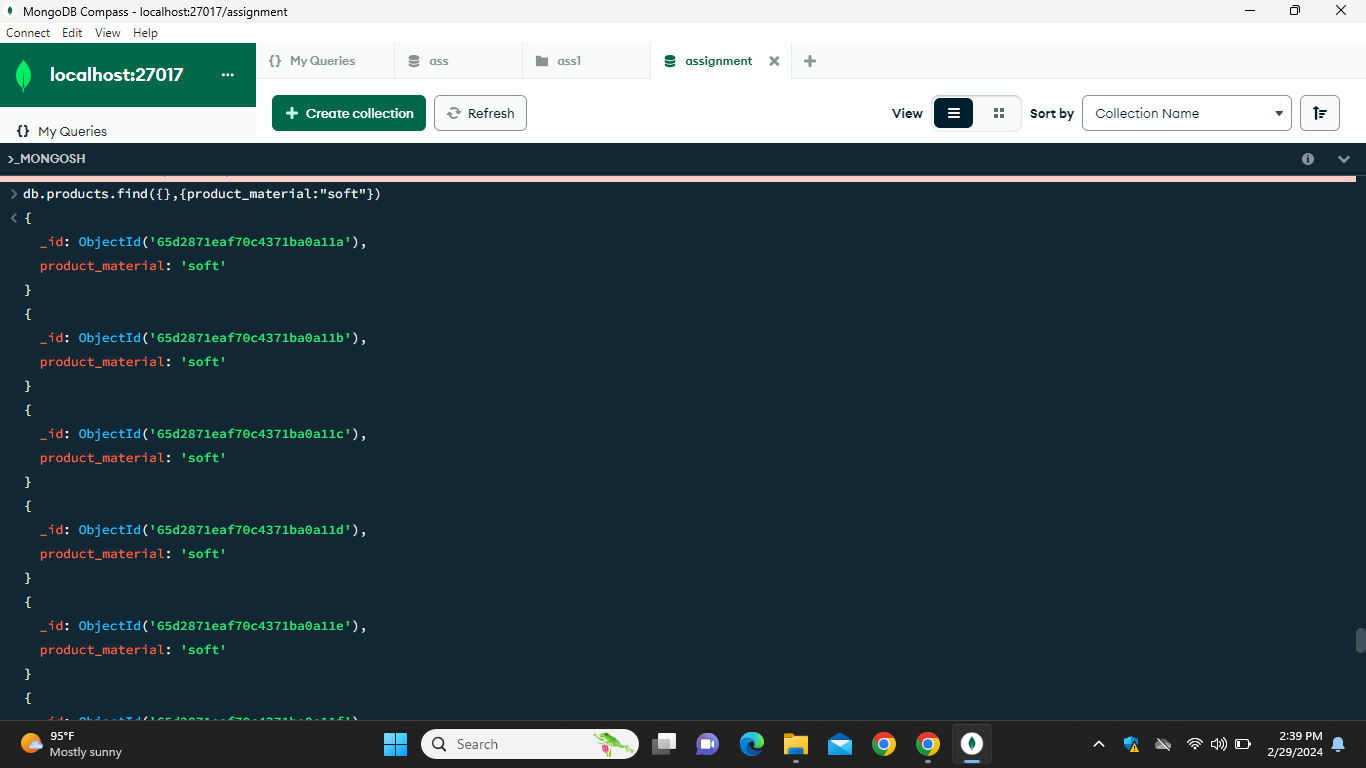 MongoDB Compass - localhost:27017/assignment
Connect Edit View Help
localhost:27017 ...
{} My Queries
ass
ass1
assignment
+ Create collection
Refresh
View
Sort by
Collection Name
{} My Queries
>_MONGOSH
> db.products.find({},{product_material:"soft"})
< {
_id: ObjectId('65d2871eaf70c4371ba0a11a'),
product_material: 'soft'
}
{
_id: ObjectId('65d2871eaf70c4371ba0a11b'),
product_material: 'soft'
}
{
_id: ObjectId('65d2871eaf70c4371ba0a11c'),
product_material: 'soft'
}
{
_id: ObjectId('65d2871eaf70c4371ba0a11d'),
product_material: 'soft'
}
{
_id: ObjectId('65d2871eaf70c4371ba0a11e'),
product_material: 'soft'
}
{
95°F
Mostly sunny
Search
2:39 PM
2/29/2024